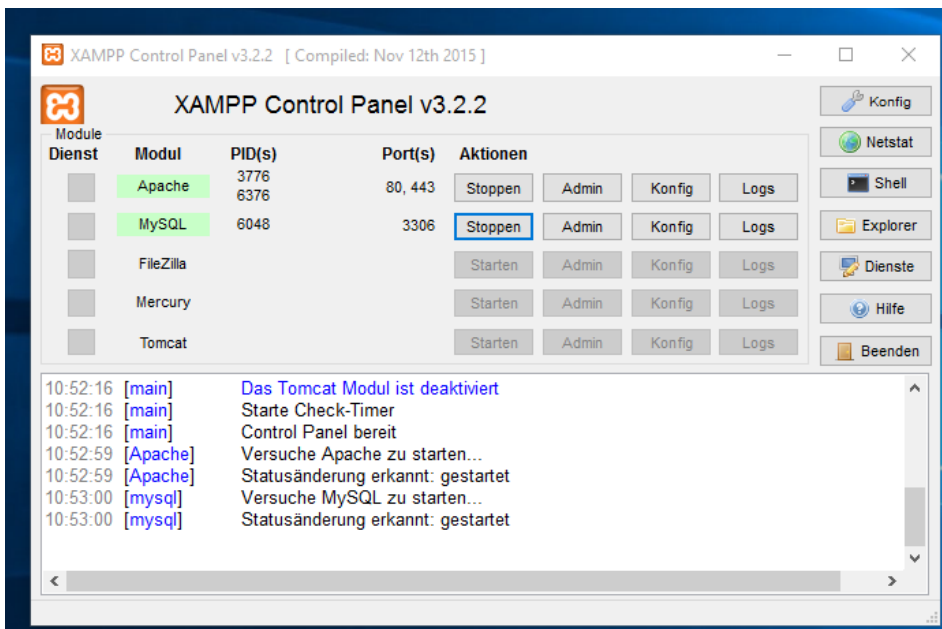 XAMPP Control Panel v3.2.2 [ Compiled: Nov 12th 2015 ]
XAMPP Control Panel v3.2.2
Konfig
Module
Dienst Modul PID(s) Port(s) Aktionen
Netstat
Apache 3776 6376 80, 443 Stoppen Admin Konfig Logs
Shell
MySQL 6048 3306 Stoppen Admin Konfig Logs
Explorer
FileZilla Starten Admin Konfig Logs
Dienste
Mercury Starten Admin Konfig Logs
Hilfe
Tomcat Starten Admin Konfig Logs
Beenden
10:52:16 [main] Das Tomcat Modul ist deaktiviert
10:52:16 [main] Starte Check-Timer
10:52:16 [main] Control Panel bereit
10:52:59 [Apache] Versuche Apache zu starten...
10:52:59 [Apache] Statusänderung erkannt: gestartet
10:53:00 [mysql] Versuche MySQL zu starten...
10:53:00 [mysql] Statusänderung erkannt: gestartet